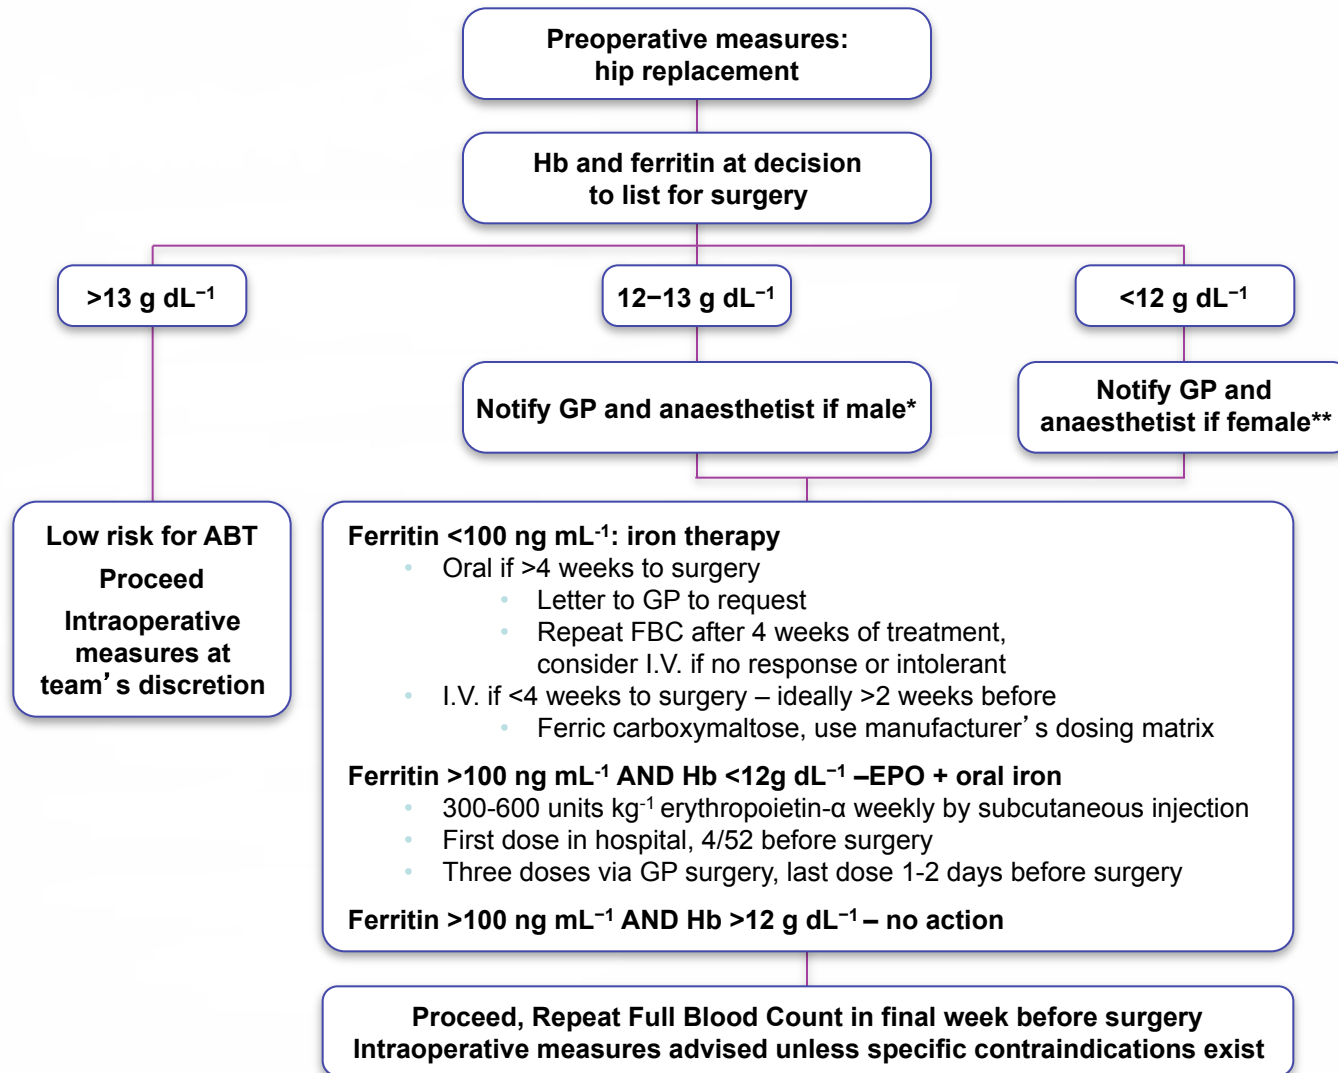 Preoperative measures:
hip replacement
Hb and ferritin at decision
to list for surgery
>13 g dL⁻¹
12–13 g dL⁻¹
<12 g dL⁻¹
Notify GP and anaesthetist if male*
Notify GP and
anaesthetist if female**
Low risk for ABT
Proceed
Intraoperative
measures at
team's discretion
Ferritin <100 ng mL⁻¹: iron therapy
• Oral if >4 weeks to surgery
• Letter to GP to request
• Repeat FBC after 4 weeks of treatment,
consider I.V. if no response or intolerant
• I.V. if <4 weeks to surgery – ideally >2 weeks before
• Ferric carboxymaltose, use manufacturer's dosing matrix
Ferritin >100 ng mL⁻¹ AND Hb <12g dL⁻¹ –EPO + oral iron
• 300-600 units kg⁻¹ erythropoietin-α weekly by subcutaneous injection
• First dose in hospital, 4/52 before surgery
• Three doses via GP surgery, last dose 1-2 days before surgery
Ferritin >100 ng mL⁻¹ AND Hb >12 g dL⁻¹ – no action
Proceed, Repeat Full Blood Count in final week before surgery
Intraoperative measures advised unless specific contraindications exist